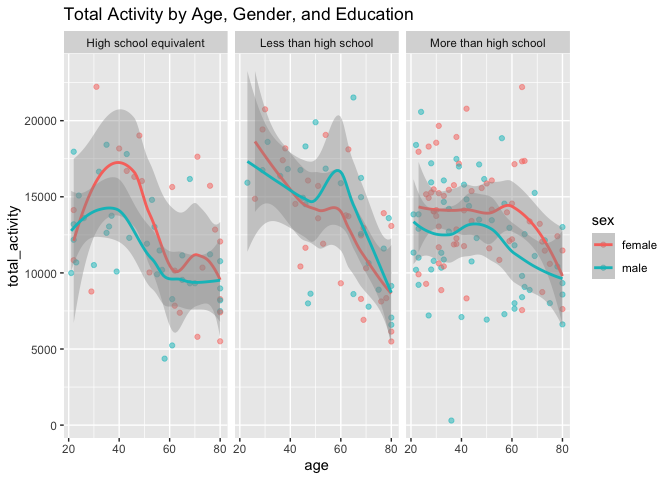 Total Activity by Age, Gender, and Education
High school equivalent
Less than high school
More than high school
20000
15000
10000
5000
0
total_activity
20 40 60 80
20 40 60 80
20 40 60 80
age
sex
female
male